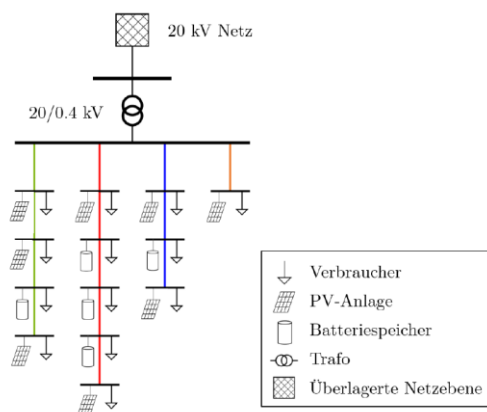 20 kV Netz
20/0.4 kV
Verbraucher
PV-Anlage
Batteriespeicher
Trafo
Überlagerte Netzebene